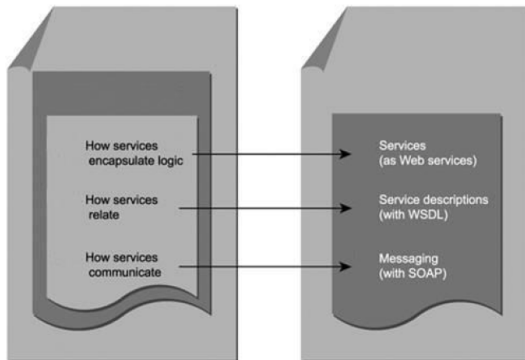 How services
encapsulate logic
Services
(as Web services)
How services
relate
Service descriptions
(with WSDL)
How services
communicate
Messaging
(with SOAP)